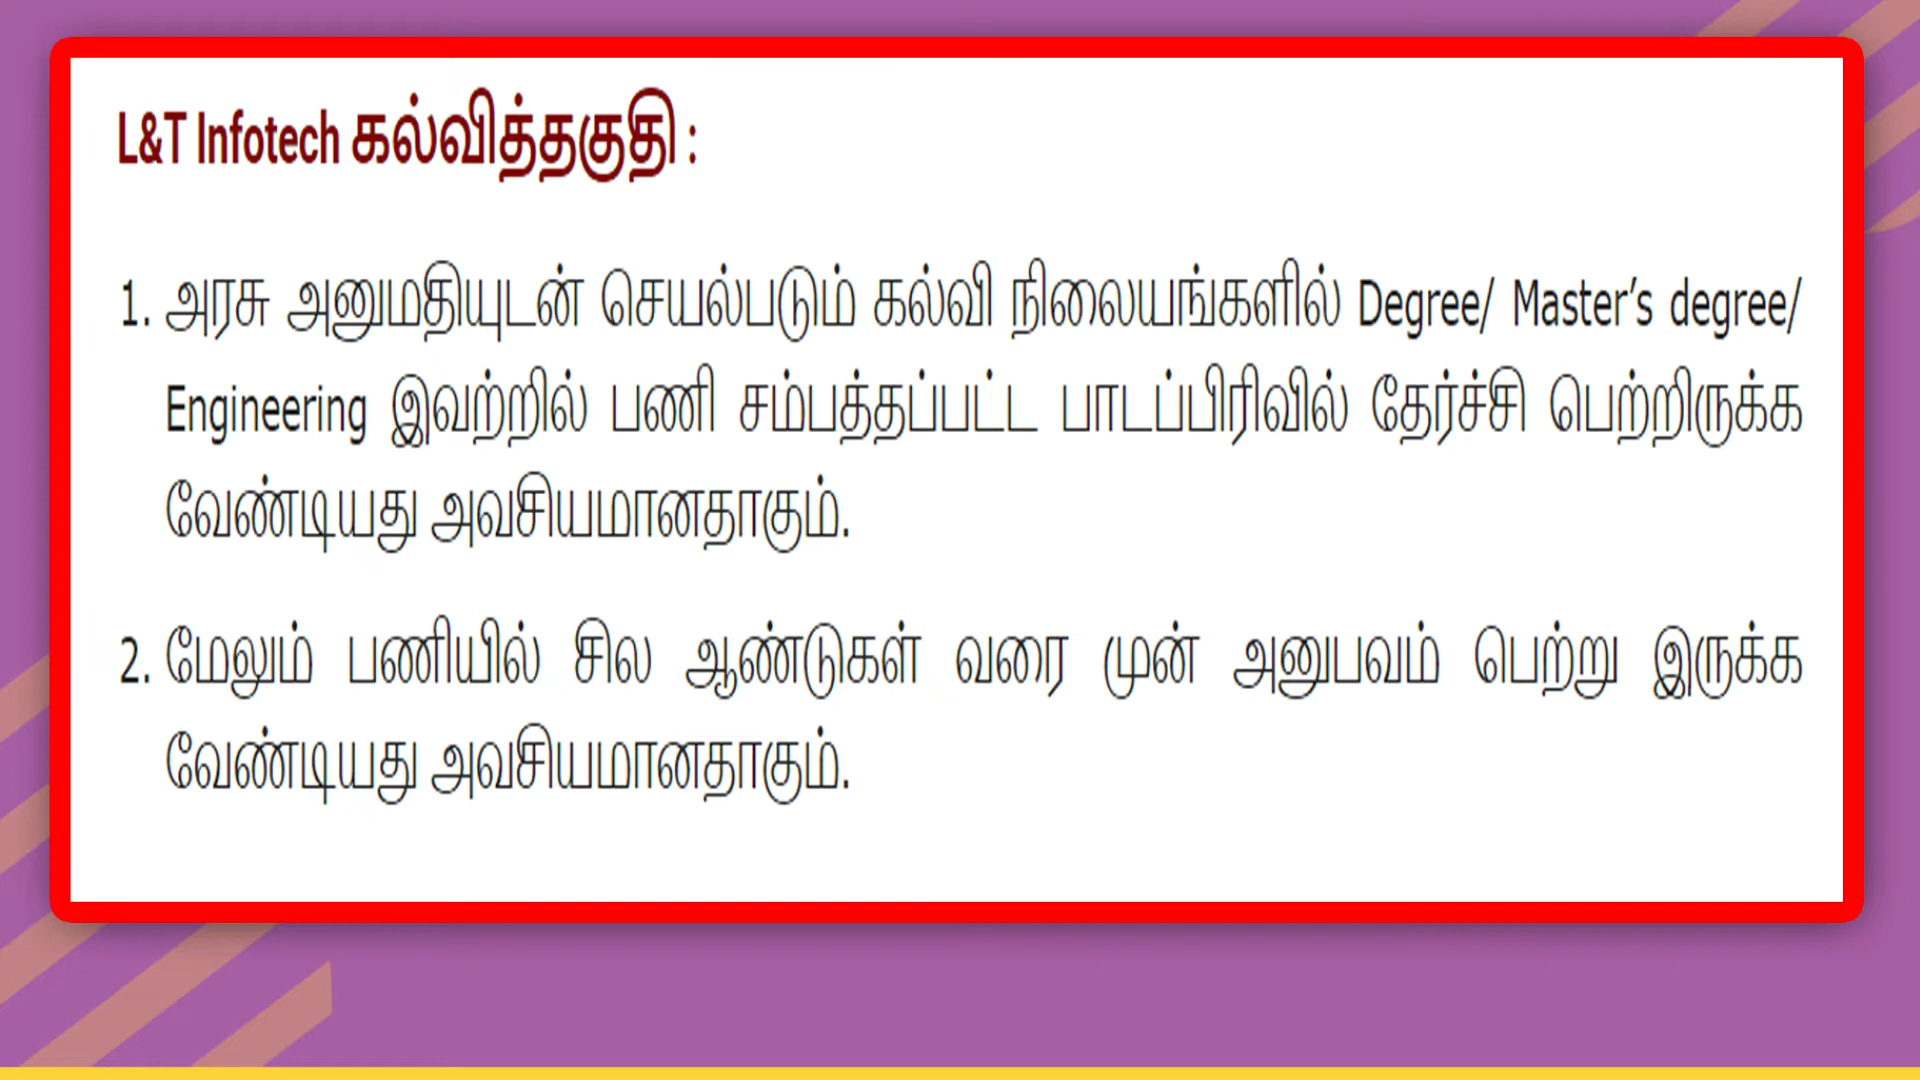 L&T Infotech கல்வித்தகுதி :
1. அரசு அனுமதியுடன் செயல்படும் கல்வி நிலையங்களில் Degree/ Master’s degree/
Engineering இவற்றில் பணி சம்பத்தப்பட்ட பாடப்பிரிவில் தேர்ச்சி பெற்றிருக்க
வேண்டியது அவசியமானதாகும்.
2. மேலும் பணியில் சில ஆண்டுகள் வரை முன் அனுபவம் பெற்று இருக்க
வேண்டியது அவசியமானதாகும்.